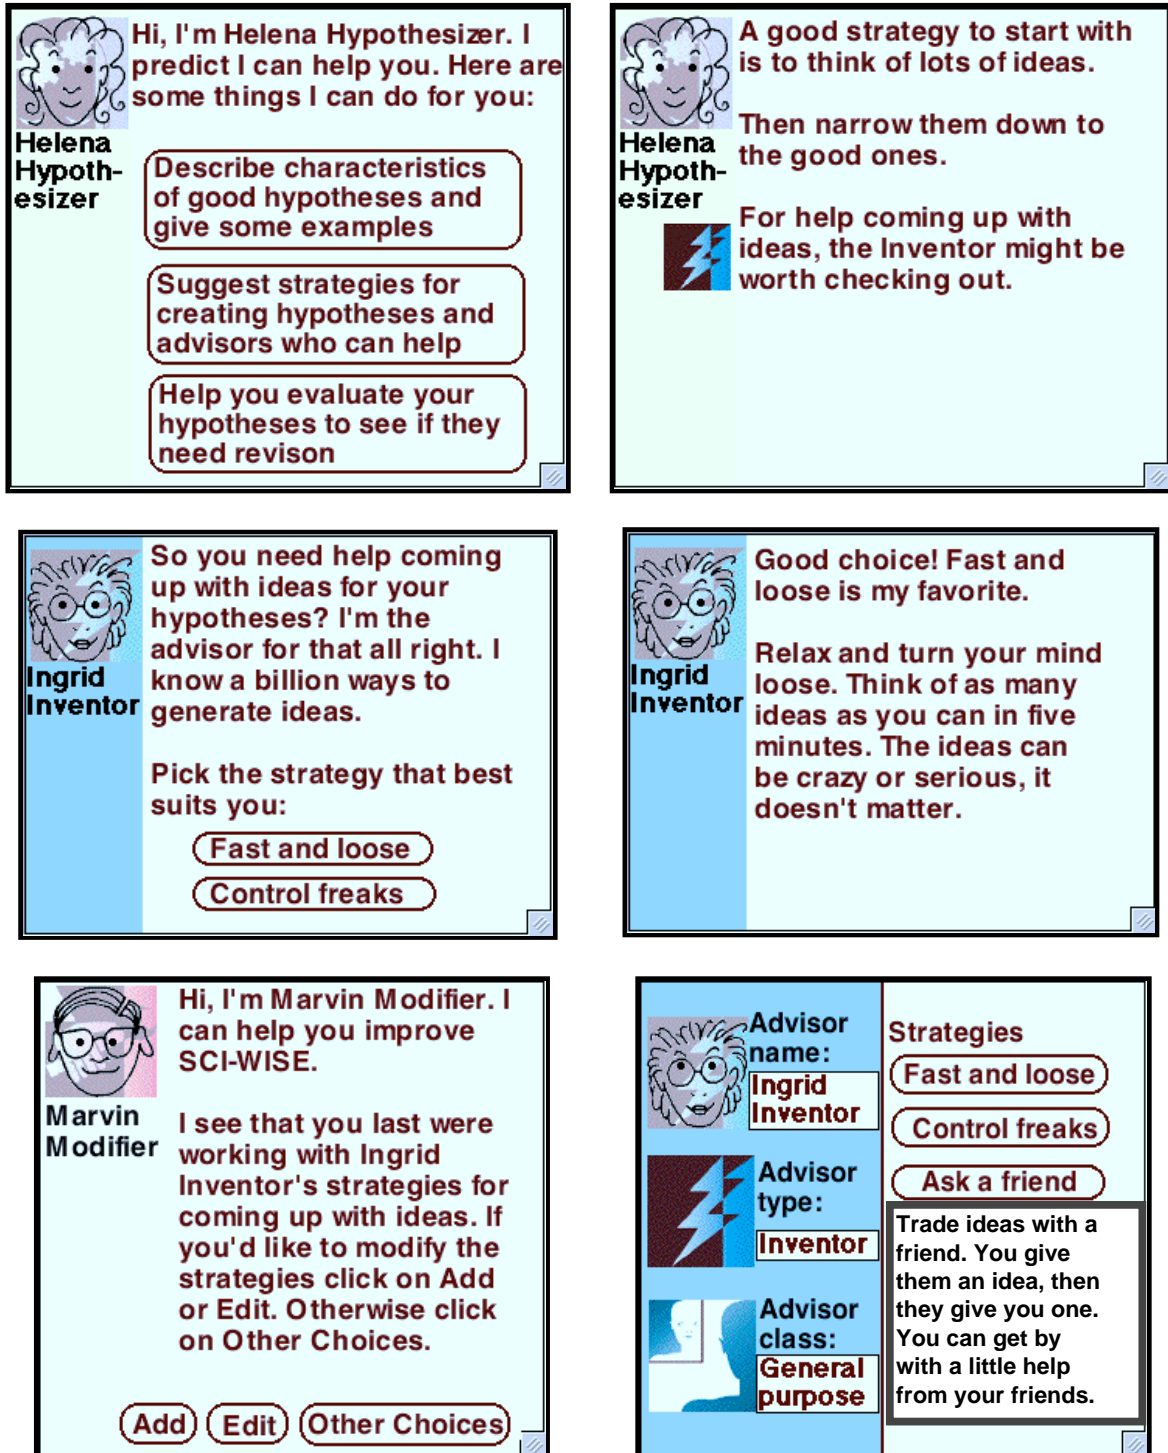 Hi, I'm Helena Hypothesizer. I
predict I can help you. Here are
some things I can do for you:
Helena
Hypoth-
esizer
Describe characteristics
of good hypotheses and
give some examples
Suggest strategies for
creating hypotheses and
advisors who can help
Help you evaluate your
hypotheses to see if they
need revison
A good strategy to start with
is to think of lots of ideas.
Helena
Hypoth-
esizer
Then narrow them down to
the good ones.
For help coming up with
ideas, the Inventor might be
worth checking out.
So you need help coming
up with ideas for your
hypotheses? I'm the
advisor for that all right. I
know a billion ways to
generate ideas.
Ingrid
Inventor
Pick the strategy that best
suits you:
Fast and loose
Control freaks
Good choice! Fast and
loose is my favorite.
Ingrid
Inventor
Relax and turn your mind
loose. Think of as many
ideas as you can in five
minutes. The ideas can
be crazy or serious, it
doesn't matter.
Hi, I'm Marvin Modifier. I
can help you improve
SCI-WISE.
Marvin
Modifier
I see that you last were
working with Ingrid
Inventor's strategies for
coming up with ideas. If
you'd like to modify the
strategies click on Add
or Edit. Otherwise click
on Other Choices.
Add
Edit
Other Choices
Advisor
name:
Ingrid
Inventor
Advisor
type:
Inventor
Advisor
class:
General
purpose
Strategies
Fast and loose
Control freaks
Ask a friend
Trade ideas with a
friend. You give
them an idea, then
they give you one.
You can get by
with a little help
from your friends.